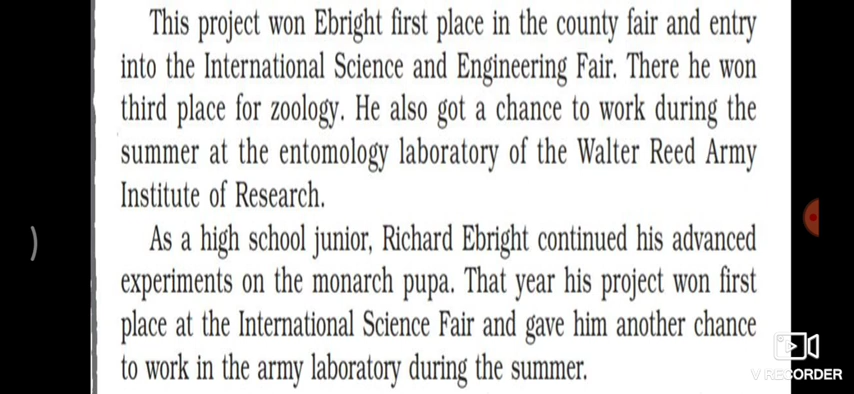 This project won Ebright first place in the county fair and entry
into the International Science and Engineering Fair. There he won
third place for zoology. He also got a chance to work during the
summer at the entomology laboratory of the Walter Reed Army
Institute of Research.
As a high school junior, Richard Ebright continued his advanced
experiments on the monarch pupa. That year his project won first
place at the International Science Fair and gave him another chance
to work in the army laboratory during the summer.
V RECORDER